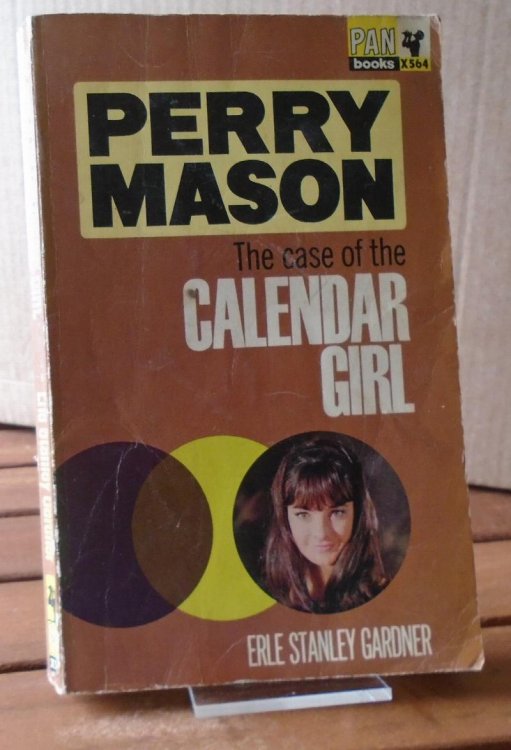 PAN
books X564
PERRY
MASON
The case of the
CALENDAR
GIRL
ERLE STANLEY GARDNER